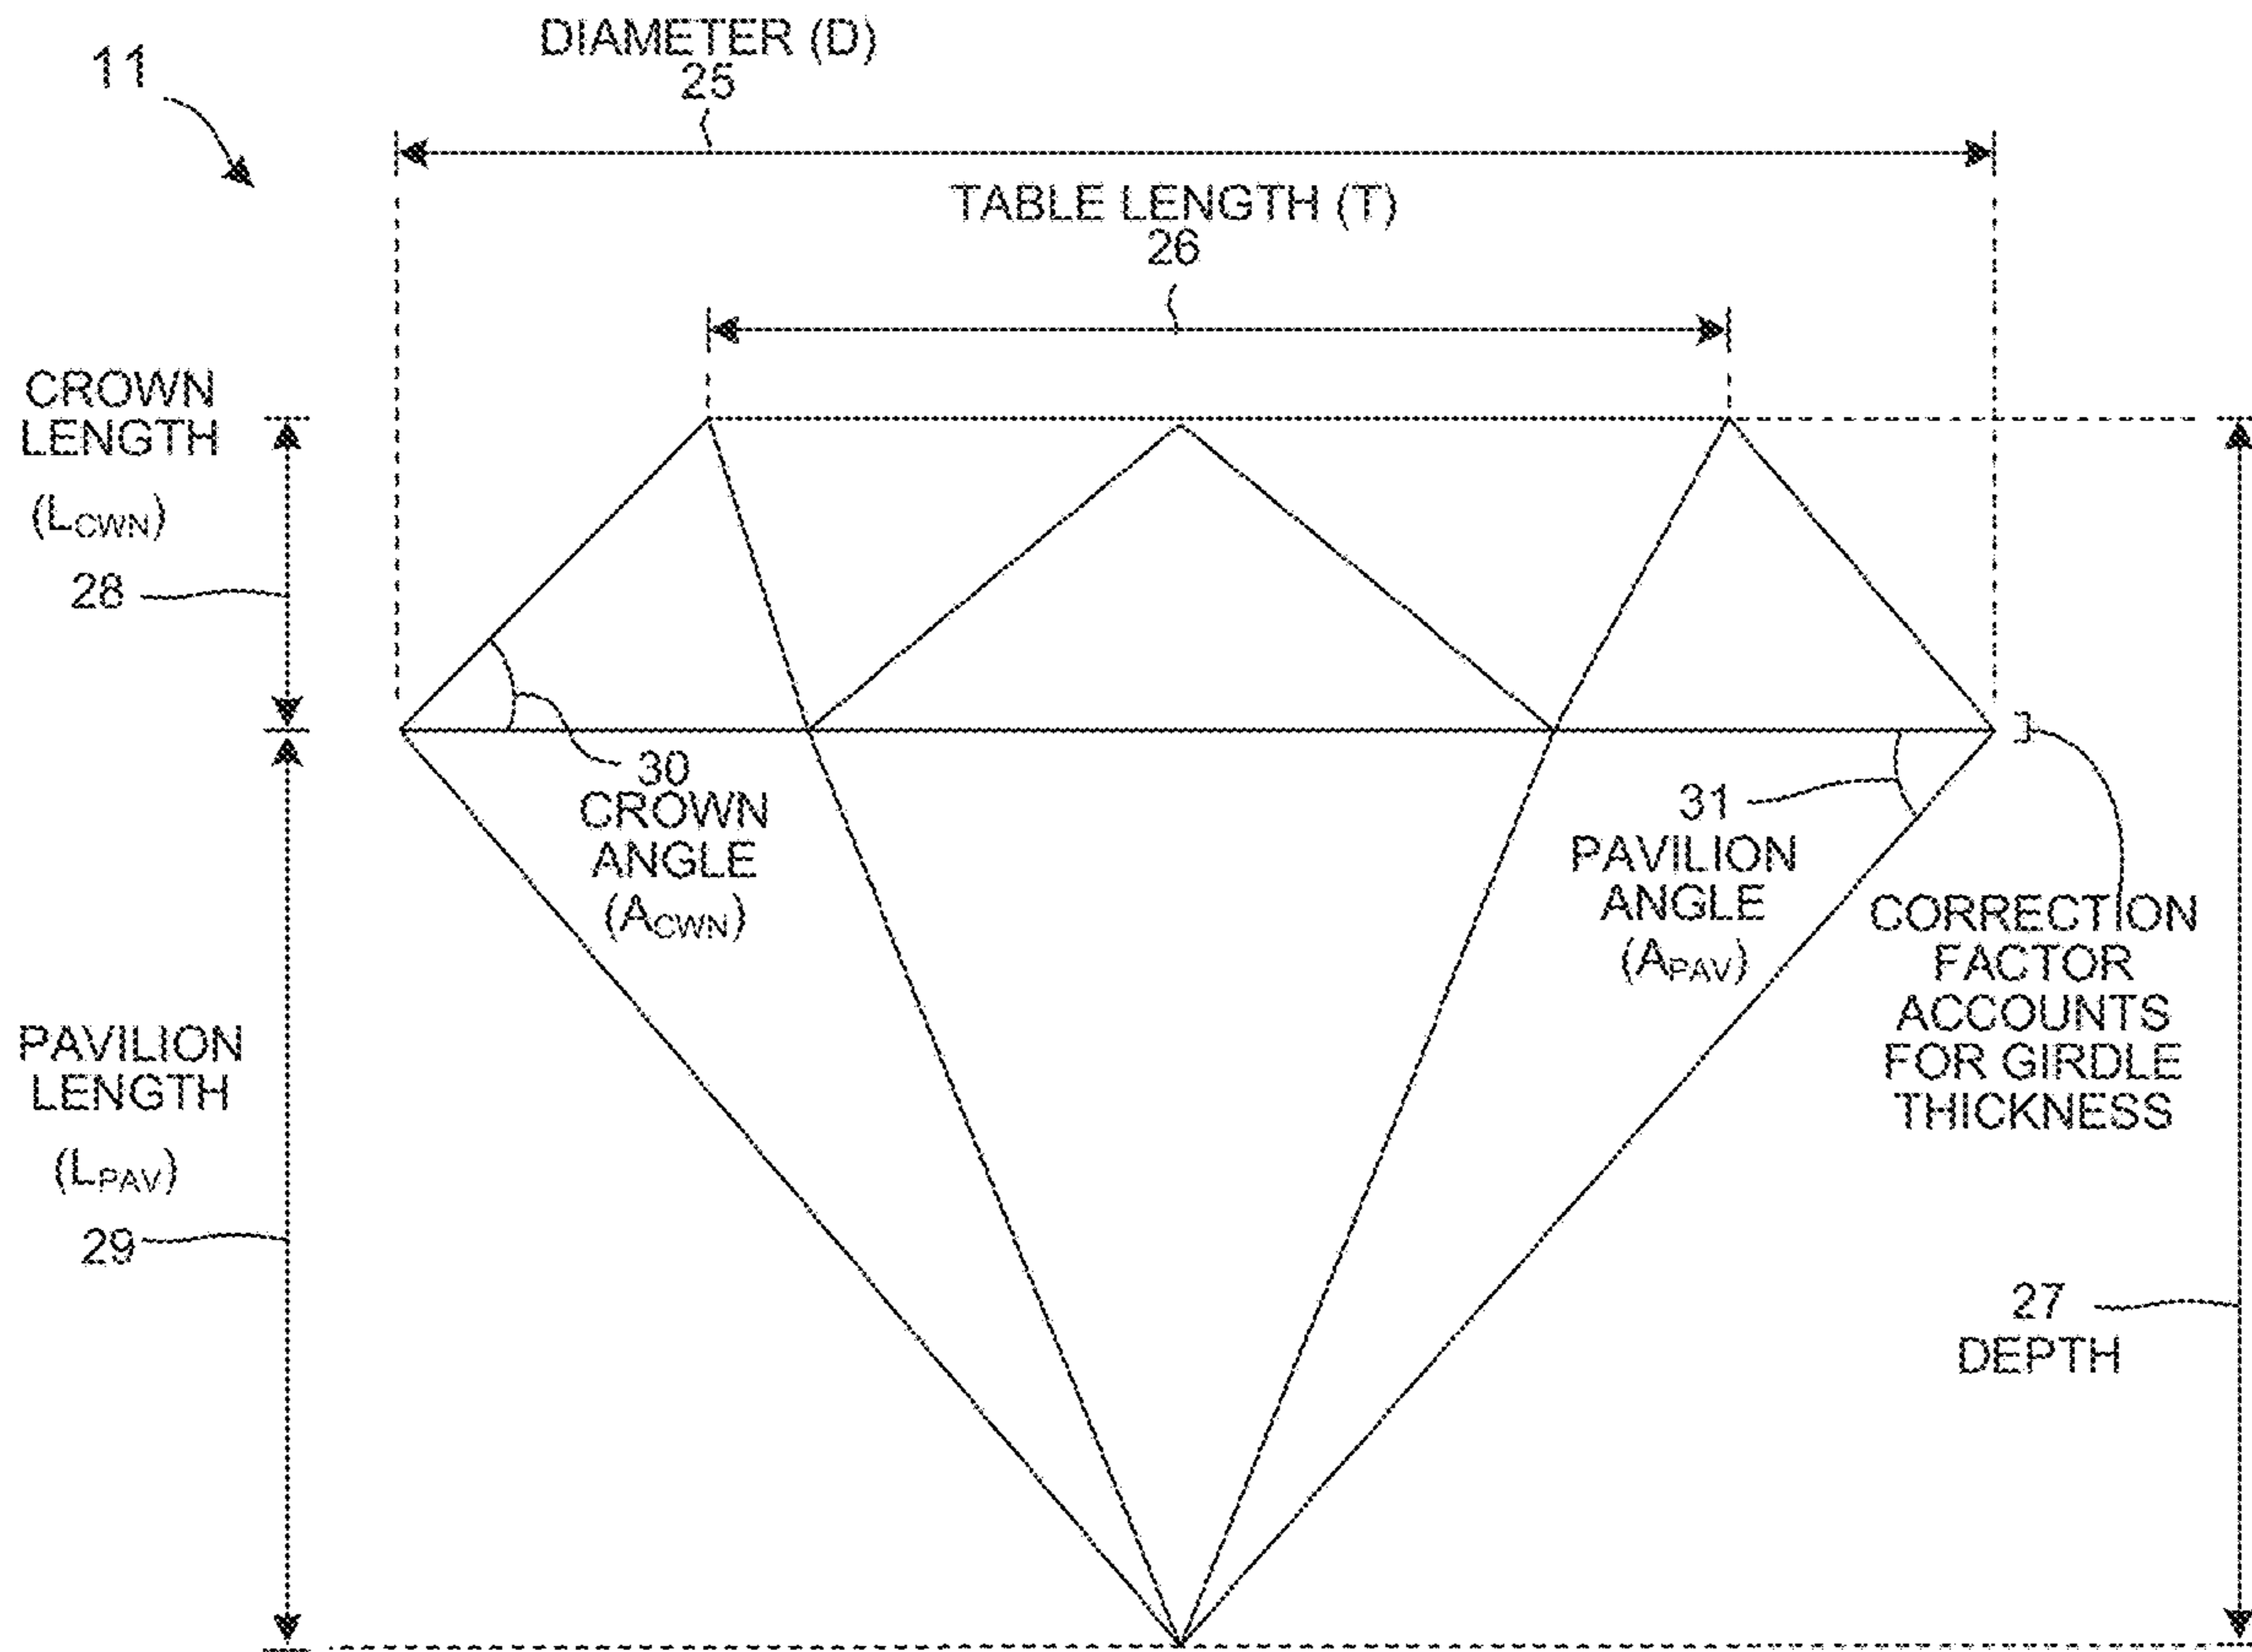 11
DIAMETER (D)
25
TABLE LENGTH (T)
26
CROWN
LENGTH
(LCWN)
28
30
CROWN
ANGLE
(ACWN)
31
PAVILION
ANGLE
(APAV)
CORRECTION
FACTOR
ACCOUNTS
FOR GIRDLE
THICKNESS
PAVILION
LENGTH
(LPAV)
29
27
DEPTH